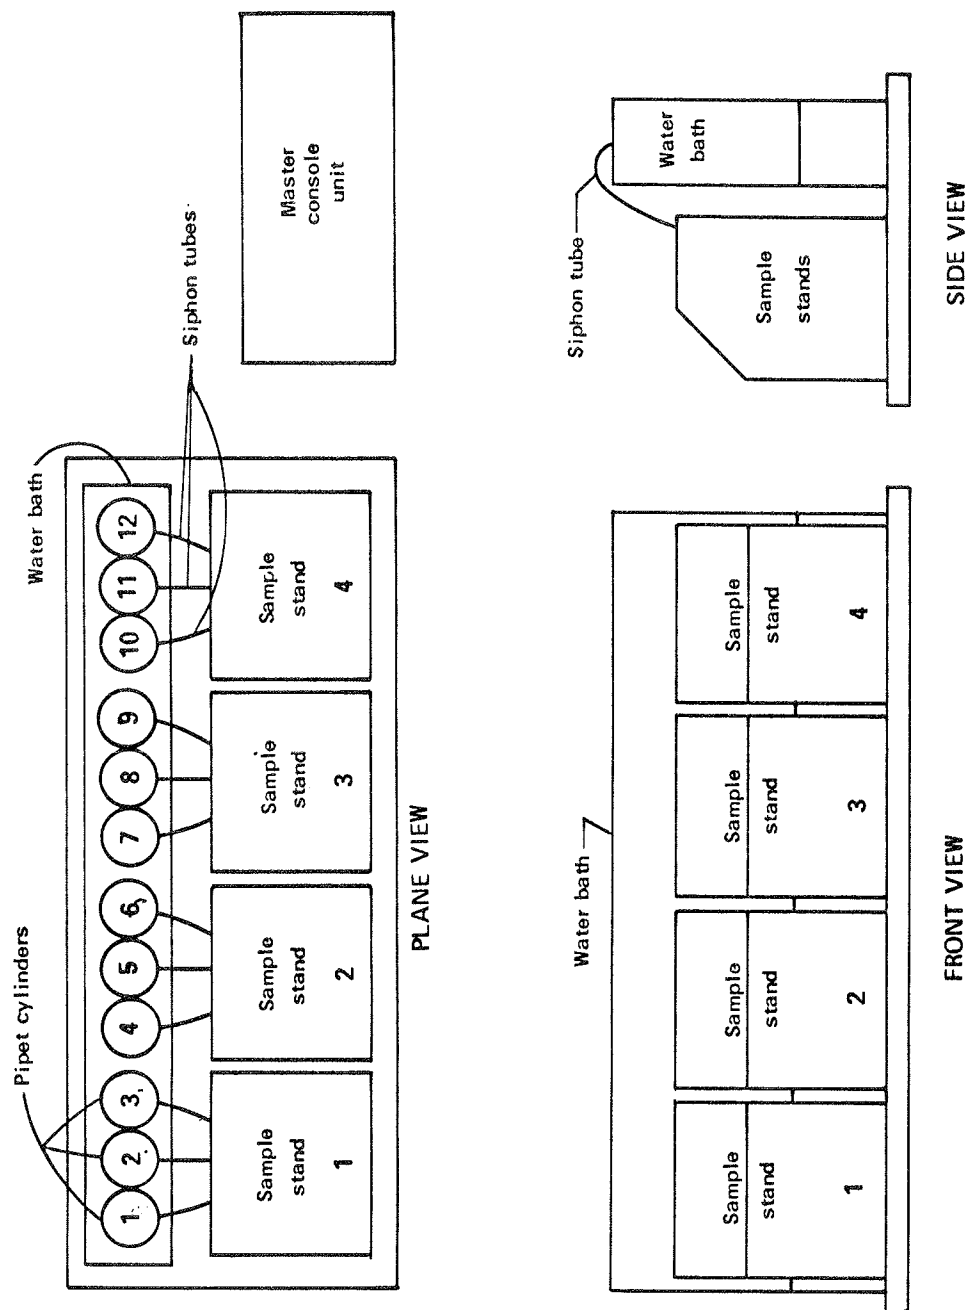 Pipet cylinders
Water bath
Siphon tubes
1
2
3
4
5
6
7
8
9
10
11
12
Sample
stand
1
Sample
stand
2
Sample
stand
3
Sample
stand
4
Master
console
unit
PLANE VIEW
Water bath
Sample
stand
1
Sample
stand
2
Sample
stand
3
Sample
stand
4
FRONT VIEW
Siphon tube
Water
bath
Sample
stands
SIDE VIEW